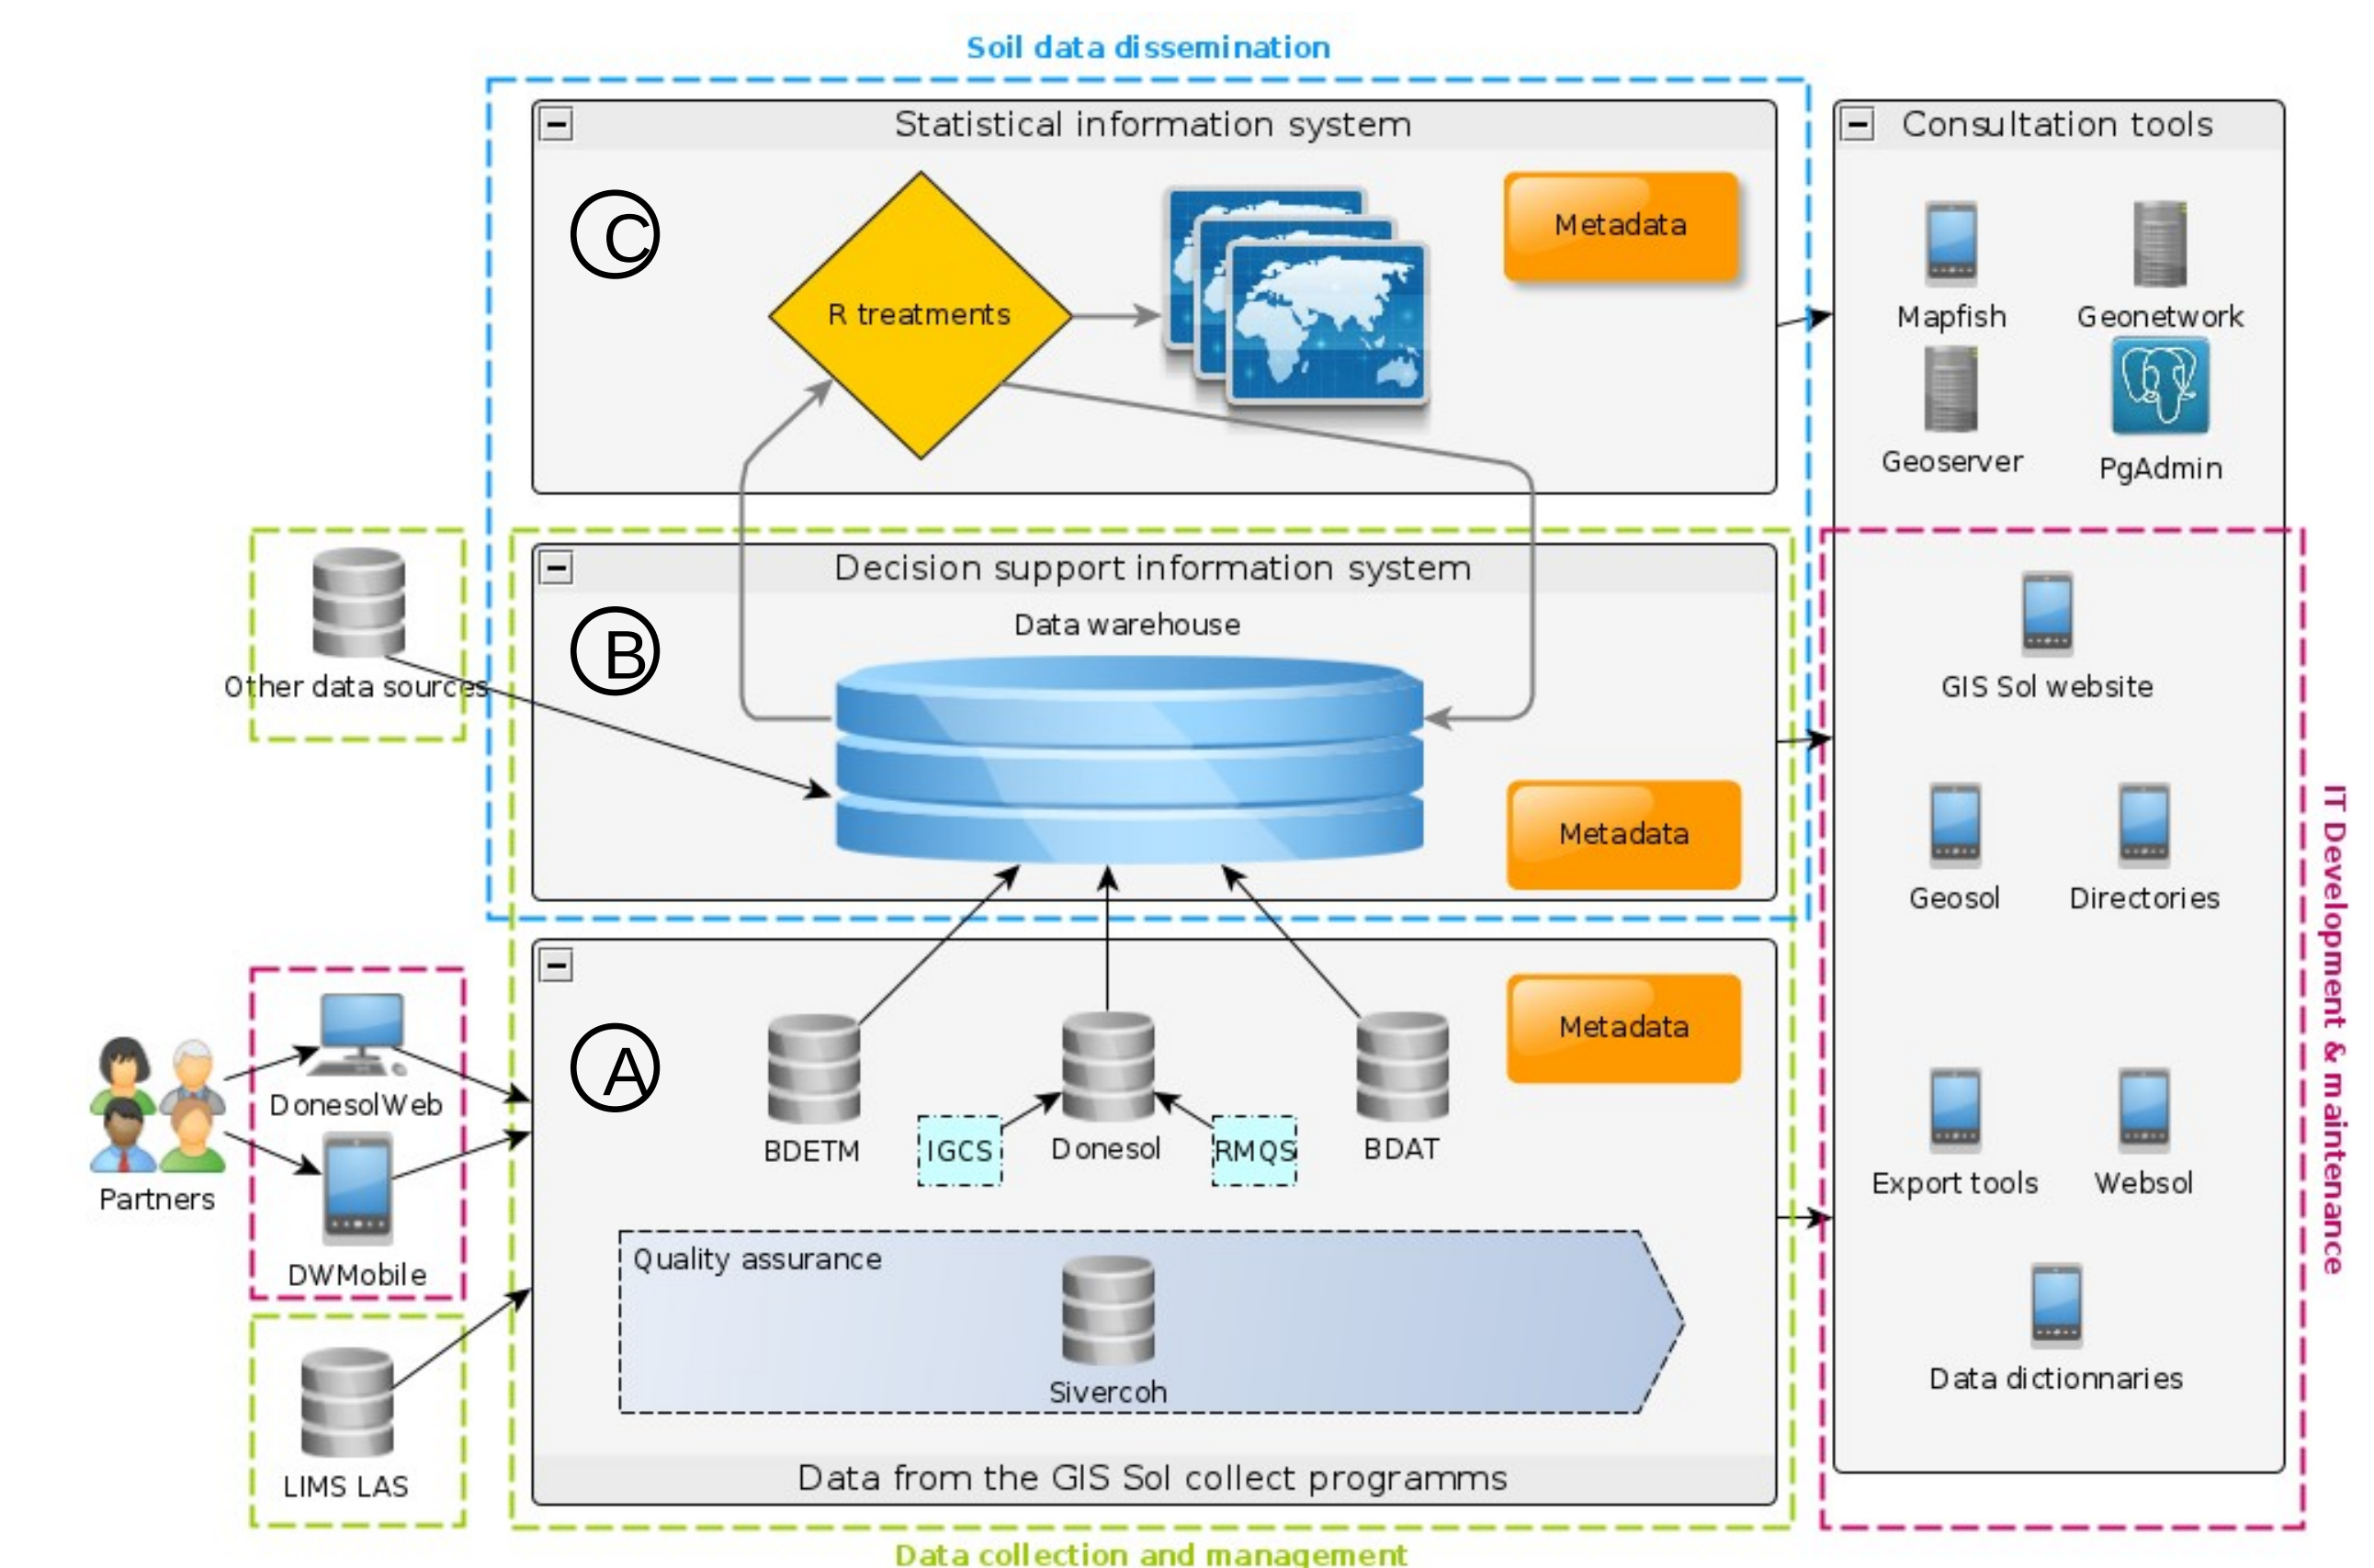 Soil data dissemination
Statistical information system
Consultation tools
C
R treatments
Metadata
Mapfish
Geonetwork
Geoserver
PgAdmin
Other data sources
Decision support information system
B
Data warehouse
Metadata
GIS Sol website
Geosol
Directories
IT Development & maintenance
Partners
DonesolWeb
DWMobile
LIMS LAS
A
Metadata
BDETM
IGCS
Donesol
RMQS
BDAT
Export tools
Websol
Quality assurance
Sivercoh
Data dictionnaries
Data from the GIS Sol collect programms
Data collection and management